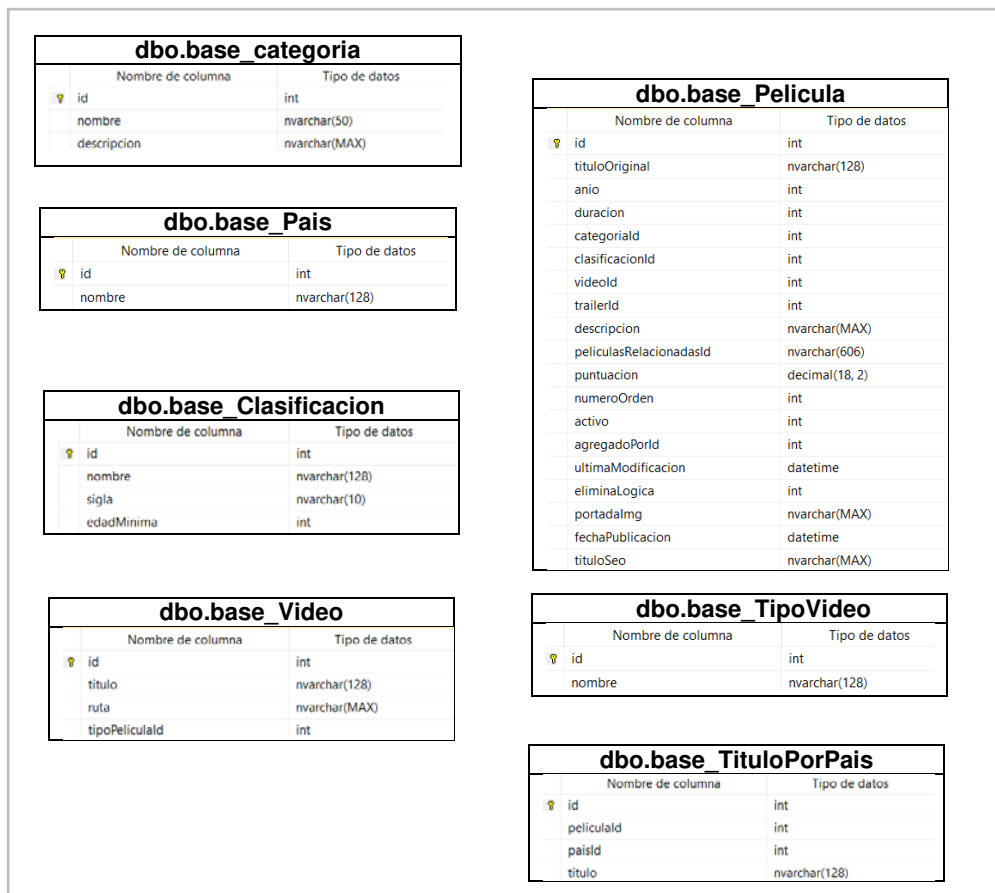 dbo.base_categoria
Nombre de columna Tipo de datos
id int
nombre nvarchar(50)
descripcion nvarchar(MAX)
dbo.base_Pais
Nombre de columna Tipo de datos
id int
nombre nvarchar(128)
dbo.base_Clasificacion
Nombre de columna Tipo de datos
id int
nombre nvarchar(128)
sigla nvarchar(10)
edadMinima int
dbo.base_Video
Nombre de columna Tipo de datos
id int
titulo nvarchar(128)
ruta nvarchar(MAX)
tipoPeliculaId int
dbo.base_Pelicula
Nombre de columna Tipo de datos
id int
tituloOriginal nvarchar(128)
anio int
duracion int
categoriaId int
clasificacionId int
videoId int
trailerId int
descripcion nvarchar(MAX)
peliculasRelacionadasId nvarchar(606)
puntuacion decimal(18, 2)
numeroOrden int
activo int
agregadoPorId int
ultimaModificacion datetime
eliminaLogica int
portadaImg nvarchar(MAX)
fechaPublicacion datetime
tituloSeo nvarchar(MAX)
dbo.base_TipoVideo
Nombre de columna Tipo de datos
id int
nombre nvarchar(128)
dbo.base_TituloPorPais
Nombre de columna Tipo de datos
id int
peliculaId int
paisId int
titulo nvarchar(128)